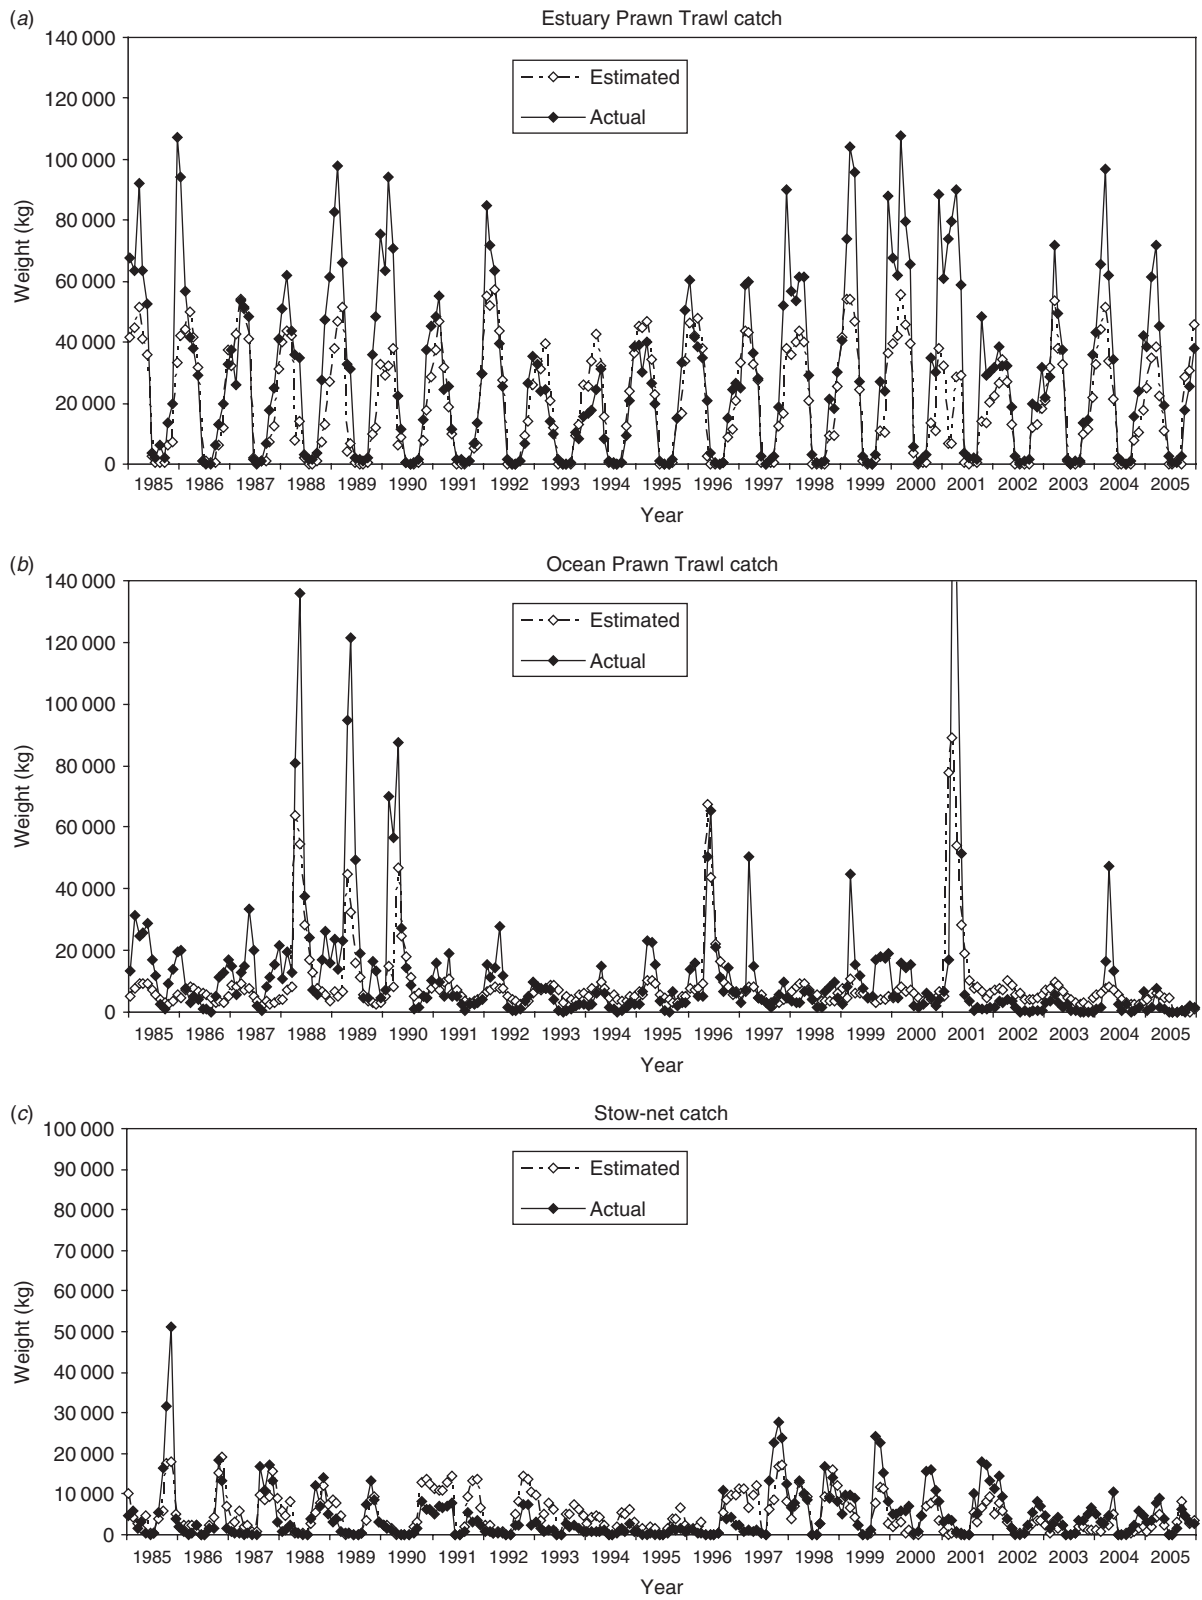 (a)
Estuary Prawn Trawl catch
140 000
120 000
100 000
80 000
60 000
40 000
20 000
0
Weight (kg)
Estimated
Actual
1985 1986 1987 1988 1989 1990 1991 1992 1993 1994 1995 1996 1997 1998 1999 2000 2001 2002 2003 2004 2005
Year
(b)
Ocean Prawn Trawl catch
140 000
120 000
100 000
80 000
60 000
40 000
20 000
0
Weight (kg)
Estimated
Actual
1985 1986 1987 1988 1989 1990 1991 1992 1993 1994 1995 1996 1997 1998 1999 2000 2001 2002 2003 2004 2005
Year
(c)
Stow-net catch
100 000
90 000
80 000
70 000
60 000
50 000
40 000
30 000
20 000
10 000
0
Weight (kg)
Estimated
Actual
1985 1986 1987 1988 1989 1990 1991 1992 1993 1994 1995 1996 1997 1998 1999 2000 2001 2002 2003 2004 2005
Year